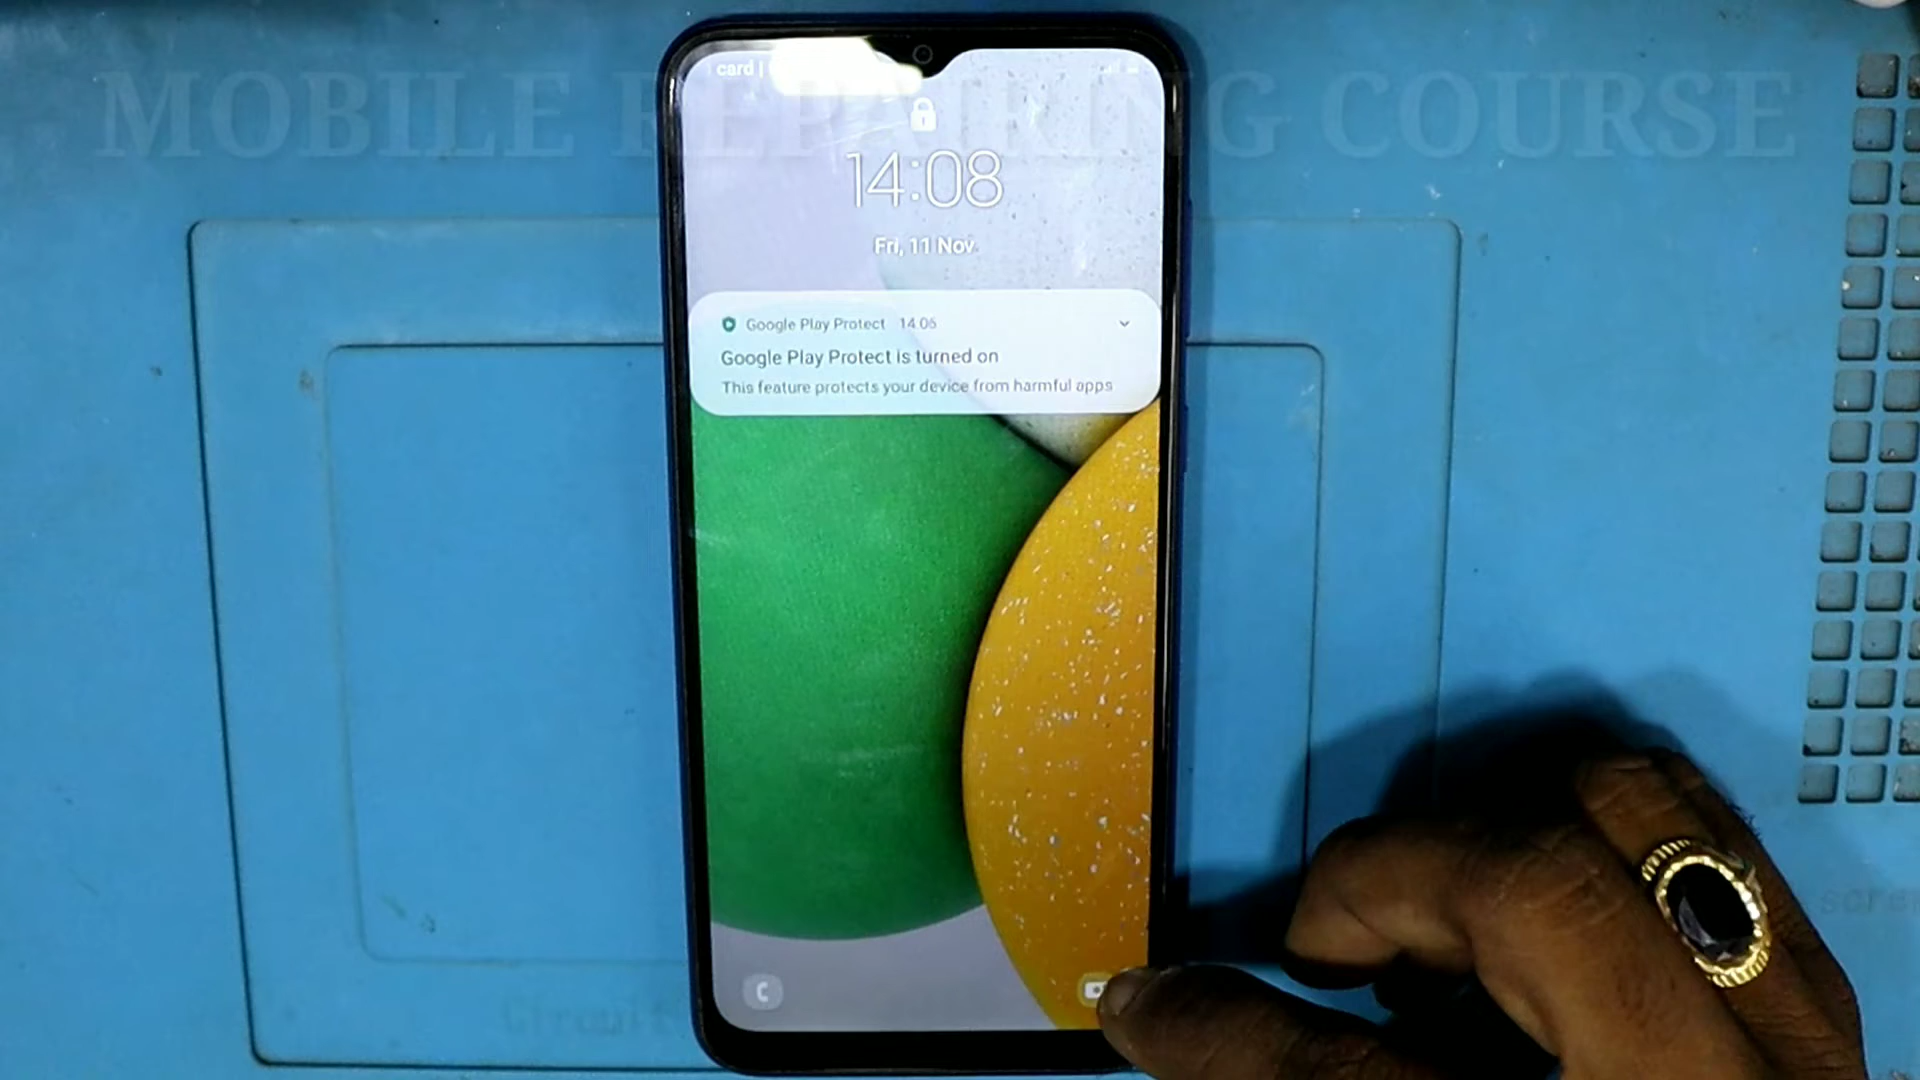 MOBILE REPAIRING COURSE
card |
14:08
Fri, 11 Nov
Google Play Protect 14:06
Google Play Protect is turned on
This feature protects your device from harmful apps